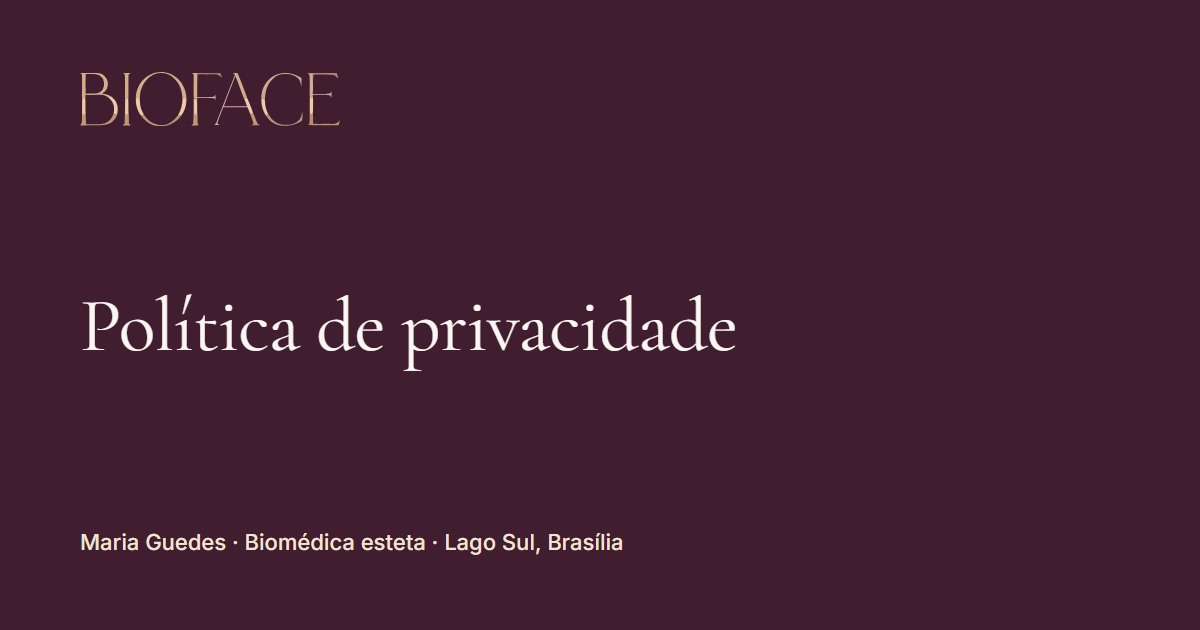 BIOFACE
Política de privacidade
Maria Guedes · Biomédica esteta · Lago Sul, Brasília